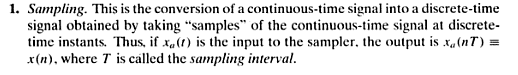 1. Sampling. This is the conversion of a continuous-time signal into a discrete-time
signal obtained by taking “samples” of the continuous-time signal at discrete-
time instants. Thus, if xₐ(t) is the input to the sampler, the output is xₐ(nT) ≡
x(n), where T is called the sampling interval.